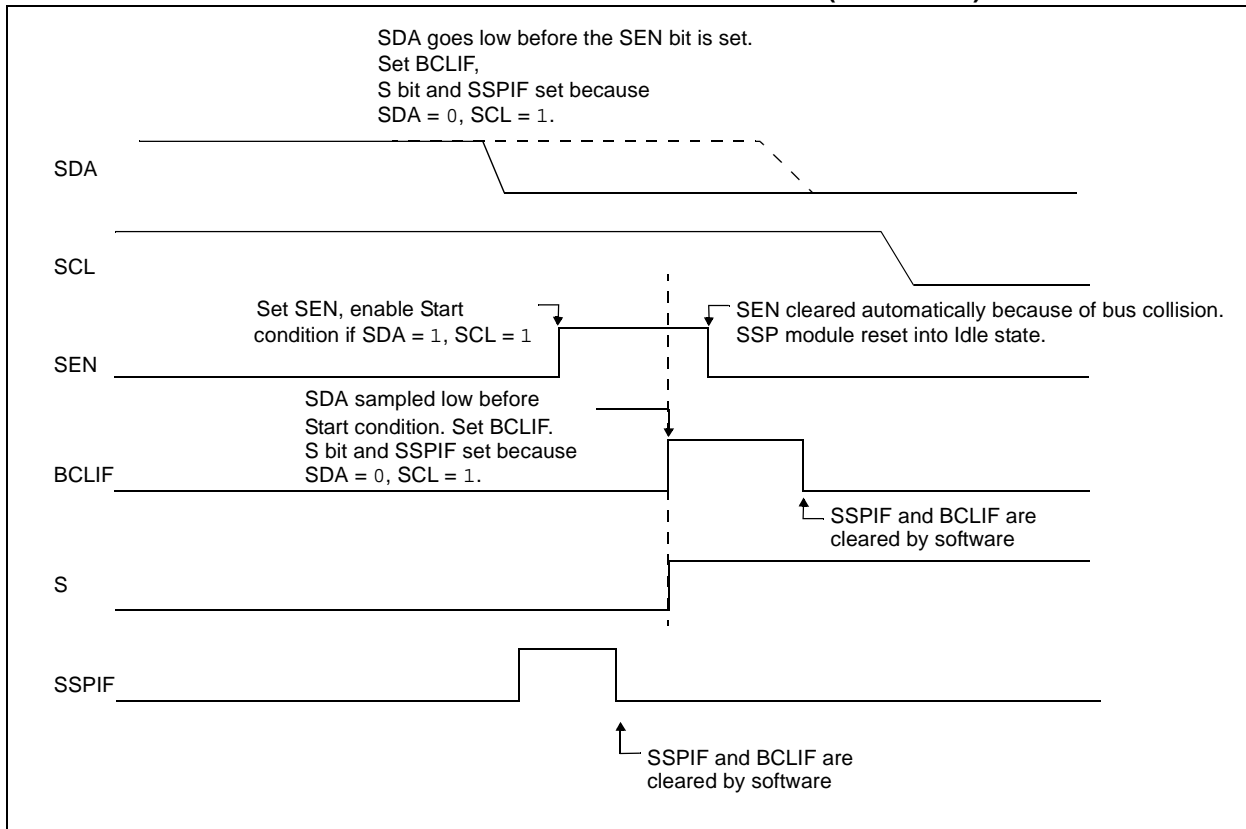 SDA goes low before the SEN bit is set.
Set BCLIF,
S bit and SSPIF set because
SDA = 0, SCL = 1.
SDA
SCL
Set SEN, enable Start
condition if SDA = 1, SCL = 1
SEN cleared automatically because of bus collision.
SSP module reset into Idle state.
SEN
SDA sampled low before
Start condition. Set BCLIF.
S bit and SSPIF set because
SDA = 0, SCL = 1.
BCLIF
SSPIF and BCLIF are
cleared by software
S
SSPIF
SSPIF and BCLIF are
cleared by software